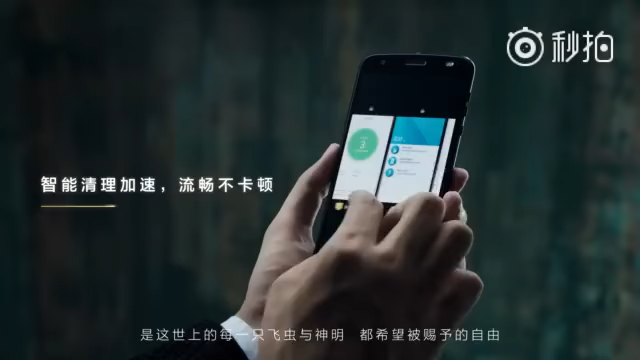 秒拍
智能清理加速，流畅不卡顿
3
是这世上的每一只飞虫与神明 都希望被赐予的自由